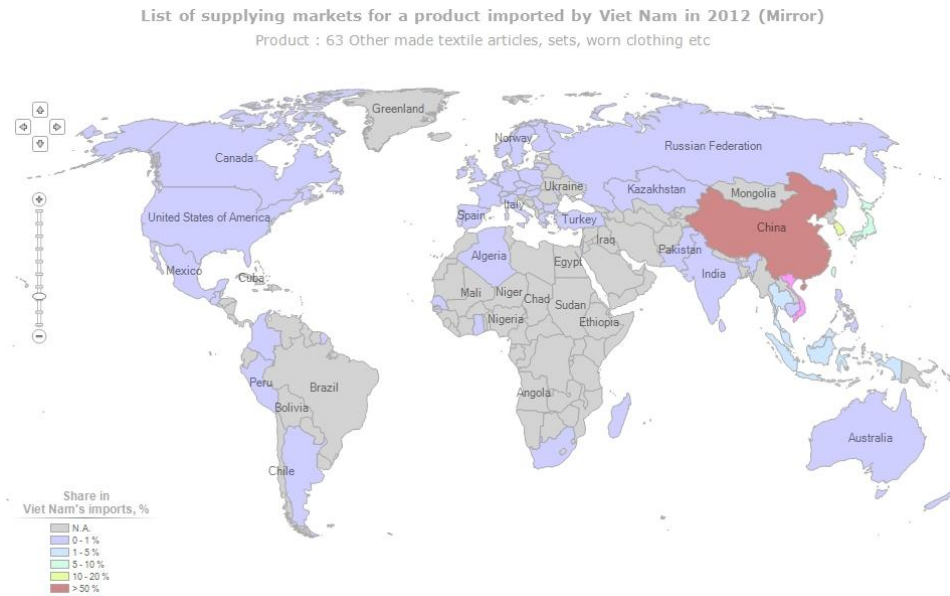 List of supplying markets for a product imported by Viet Nam in 2012 (Mirror)
Product : 63 Other made textile articles, sets, worn clothing etc
Greenland
Norway
Russian Federation
Canada
Ukraine
Kazakhstan
Mongolia
Italy
United States of America
Spain
Turkey
China
Iraq
Algeria
Pakistan
Egypt
India
Mexico
Cuba
Mali
Niger
Chad
Sudan
Nigeria
Ethiopia
Peru
Brazil
Angola
Bolivia
Australia
Chile
Share in
Viet Nam's imports, %
N.A.
0 - 1 %
1 - 5 %
5 - 10 %
10 - 20 %
> 50 %